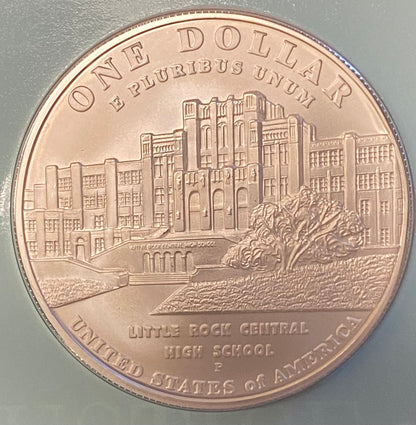 ONE DOLLAR
E PLURIBUS UNUM
LITTLE ROCK CENTRAL HIGH SCHOOL
LITTLE ROCK CENTRAL
HIGH SCHOOL
P
UNITED STATES of AMERICA